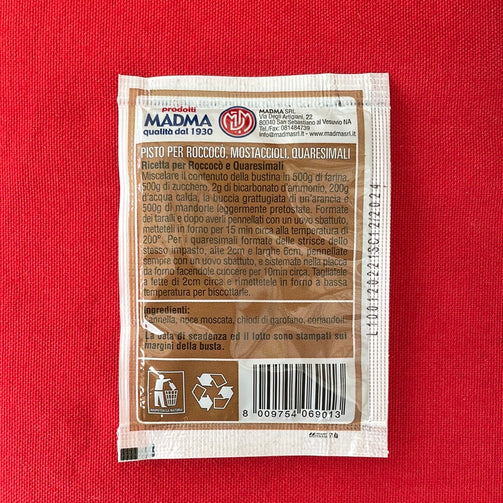 prodotti
MADMA
qualità dal 1930
MADMA SRL
Via Degli Artigiani, 22
80040 San Sebastiano al Vesuvio NA
Tel./Fax: 081484739
info@madmasrl.it - www.madmasrl.it
PISTO PER ROCCOCÒ, MOSTACCIOLI, QUARESIMALI
Ricetta per Roccocò e Quaresimali
Miscelare il contenuto della bustina in 500g di farina,
500g di zucchero, 2g di bicarbonato d'ammonio, 200g
d'acqua calda, la buccia grattugiata di un'arancia e
500g di mandorle leggermente pretostate. Formate
dei taralli e dopo averli pennellati con un uovo sbattuto,
metteteli in forno per 15 min circa alla temperatura di
200°. Per i quaresimali formate delle strisce dello
stesso impasto, alte 2cm e larghe 6cm, pennellate
sempre con un uovo sbattuto, e sistemate nella placca
da forno facendole cuocere per 10min circa. Tagliatele
a fette di 2cm circa e rimettetele in forno a bassa
temperatura per biscottarle.
Ingredienti:
Cannella, noce moscata, chiodi di garofano, coriandoli.
La data di scadenza ed il lotto sono stampati sui
margini della busta.
8 009754 069013